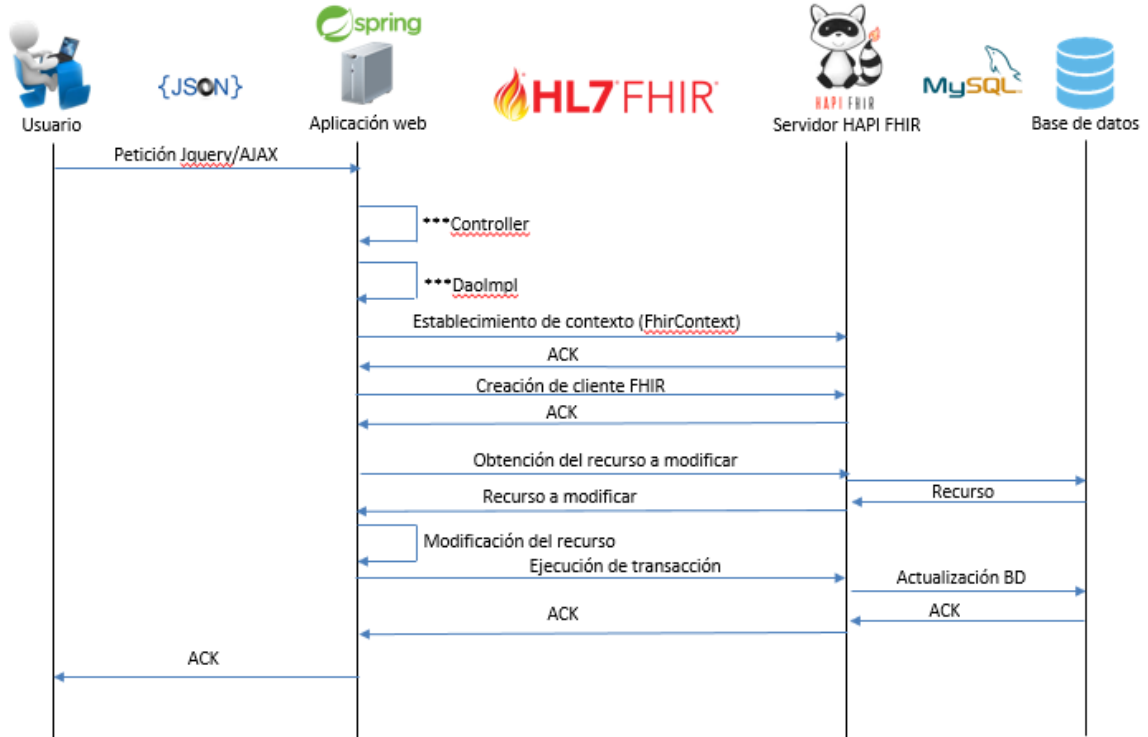 spring
{JSON}
HL7 FHIR
HAPI FHIR
MySQL
Usuario
Aplicación web
Servidor HAPI FHIR
Base de datos
Petición Jquery/AJAX
***Controller
***DaoImpl
Establecimiento de contexto (FhirContext)
ACK
Creación de cliente FHIR
ACK
Obtención del recurso a modificar
Recurso
Recurso a modificar
Modificación del recurso
Ejecución de transacción
Actualización BD
ACK
ACK
ACK